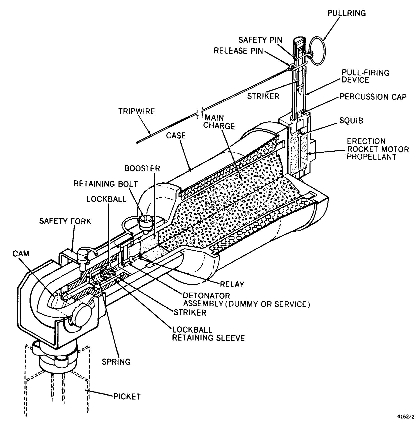 PULLRING
SAFETY PIN
RELEASE PIN
PULL-FIRING
DEVICE
STRIKER
PERCUSSION CAP
TRIPWIRE
MAIN
CHARGE
SQUIB
CASE
ERECTION
ROCKET MOTOR
PROPELLANT
BOOSTER
RETAINING BOLT
LOCKBALL
SAFETY FORK
CAM
RELAY
DETONATOR
ASSEMBLY (DUMMY OR SERVICE)
STRIKER
LOCKBALL
RETAINING SLEEVE
SPRING
PICKET
4162/2